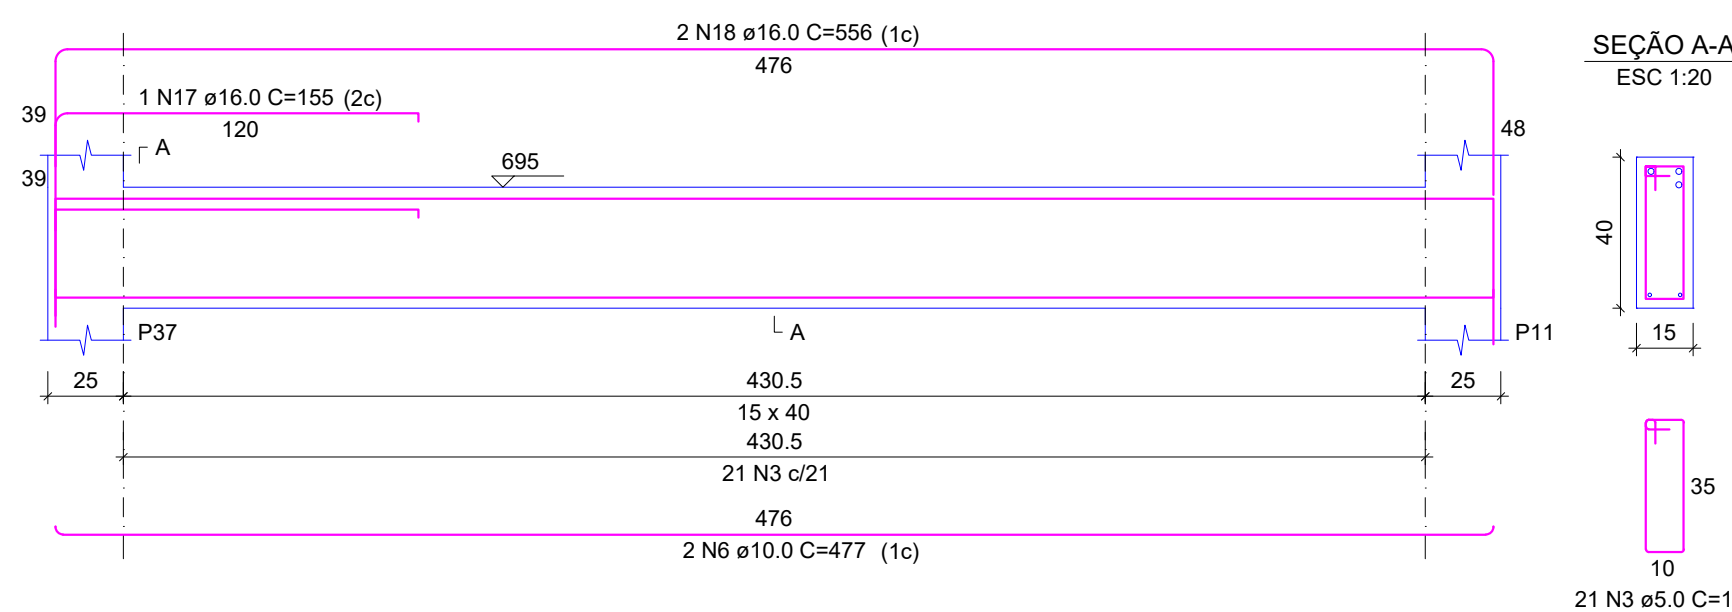 2 N18 ø16.0 C=556 (1c)
476
SEÇÃO A-A
ESC 1:20
1 N17 ø16.0 C=155 (2c)
120
39
48
A
39
695
40
15
P37
A
P11
25
430.5
25
15 x 40
430.5
21 N3 c/21
476
2 N6 ø10.0 C=477 (1c)
35
10
21 N3 ø5.0 C=1